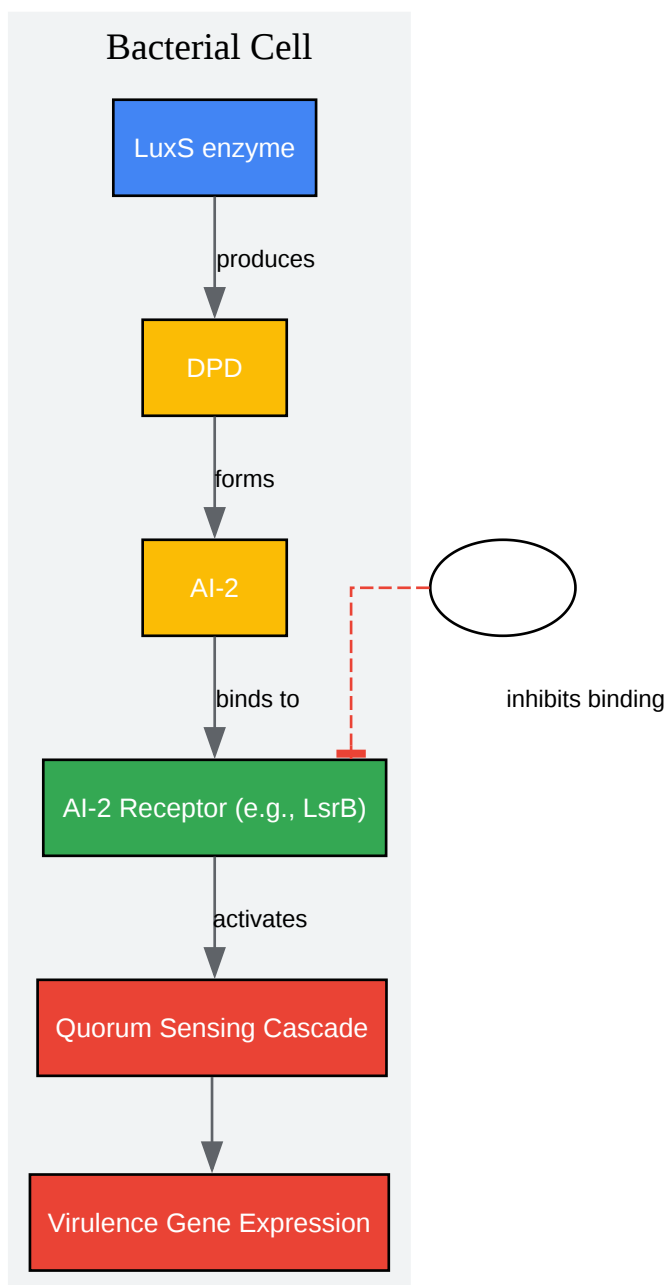 Bacterial Cell
LuxS enzyme
produces
DPD
forms
AI-2
binds to
inhibits binding
AI-2 Receptor (e.g., LsrB)
activates
Quorum Sensing Cascade
Virulence Gene Expression